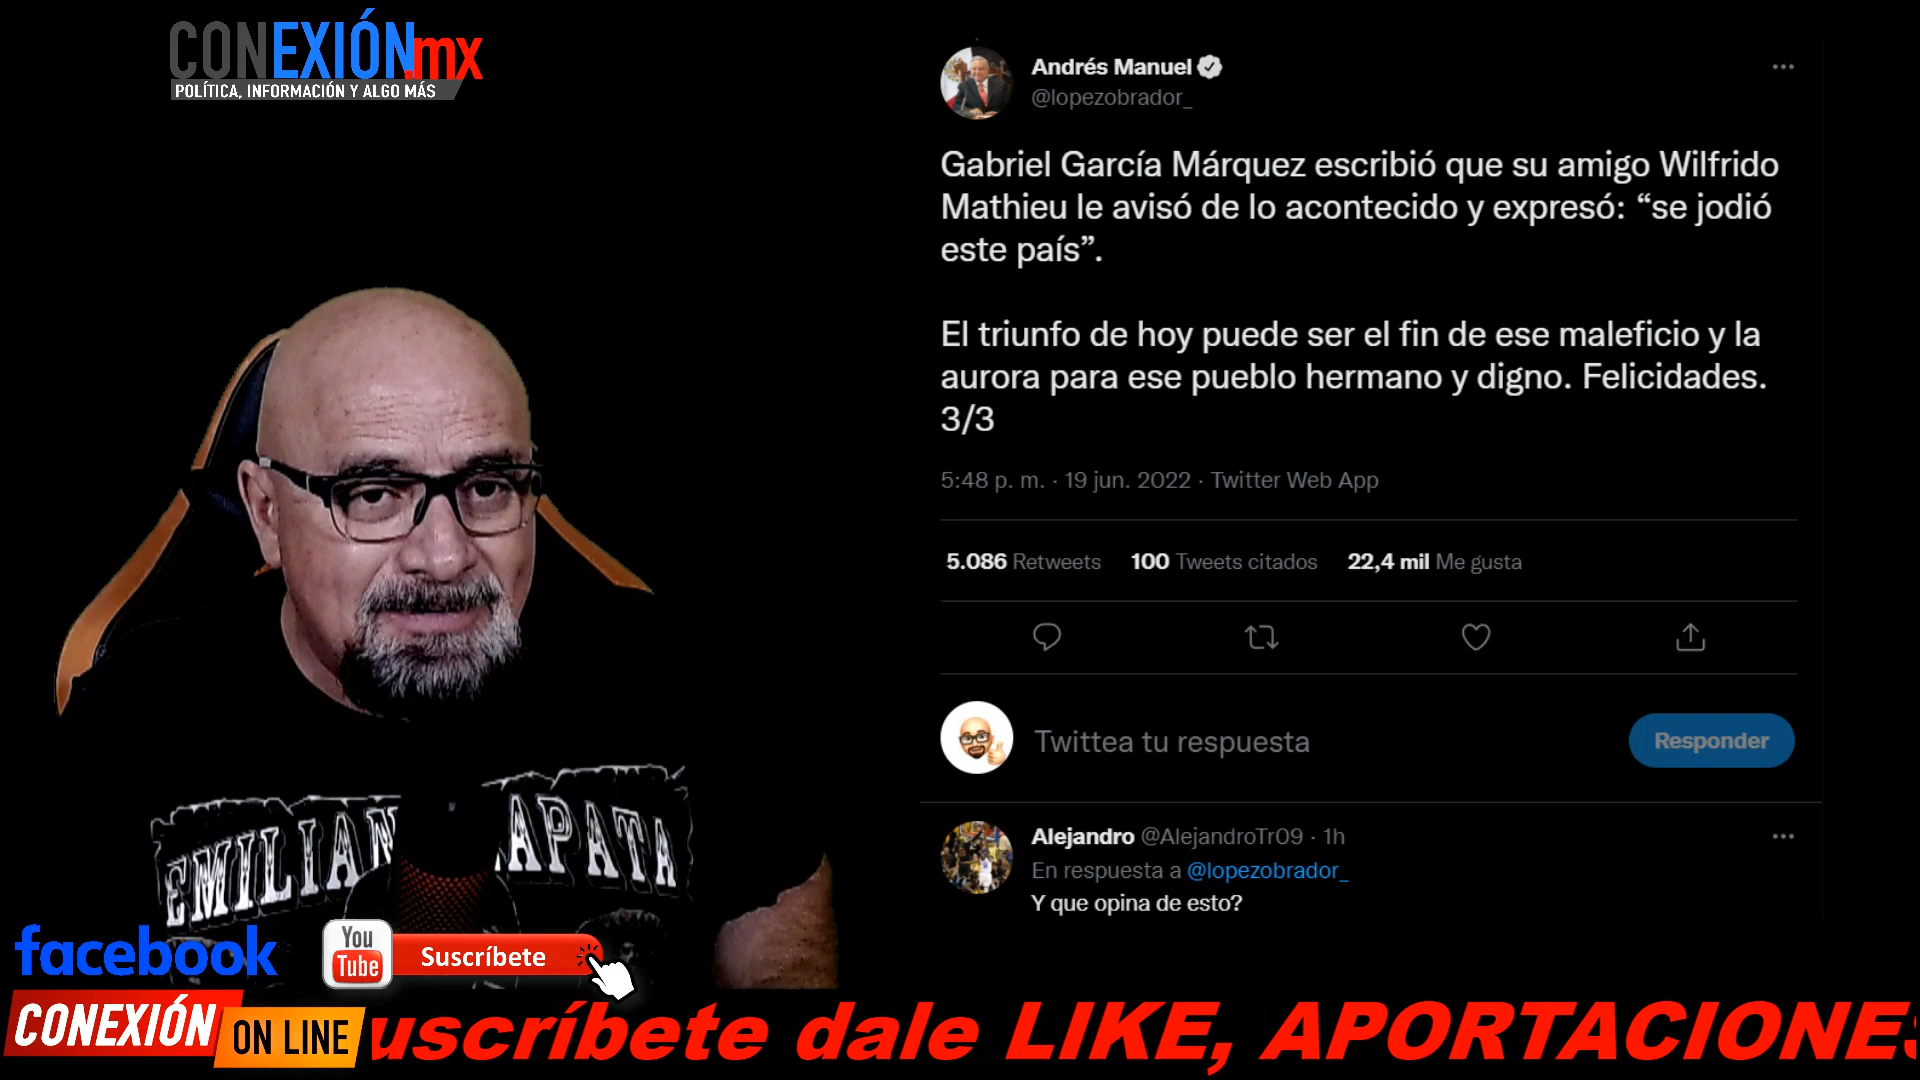 CONEXIÓN.mx
POLÍTICA, INFORMACIÓN Y ALGO MÁS
Andrés Manuel
@lopezobrador_
Gabriel García Márquez escribió que su amigo Wilfrido
Mathieu le avisó de lo acontecido y expresó: “se jodió
este país”.
El triunfo de hoy puede ser el fin de ese maleficio y la
aurora para ese pueblo hermano y digno. Felicidades.
3/3
5:48 p. m. · 19 jun. 2022 · Twitter Web App
5.086 Retweets 100 Tweets citados 22,4 mil Me gusta
Twittea tu respuesta
Responder
Alejandro @AlejandroTr09 · 1h
En respuesta a @lopezobrador_
Y que opina de esto?
EMILIAN APATA
facebook
You
Tube
Suscríbete
CONEXIÓN
ON LINE
uscríbete dale LIKE, APORTACIONES